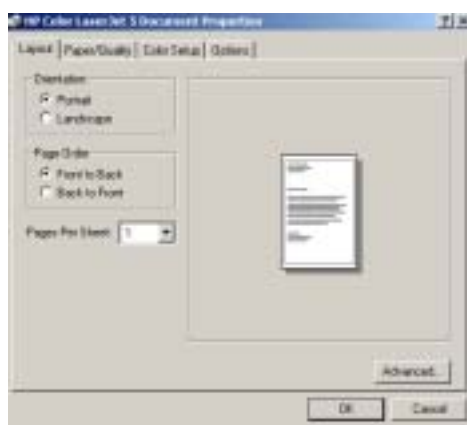 HP Color LaserJet 5 Document Properties
Layout
Paper/Quality
Color Setup
Options
Orientation
Portrait
Landscape
Page Order
Front to Back
Back to Front
Pages Per Sheet: 1
Advanced...
OK
Cancel